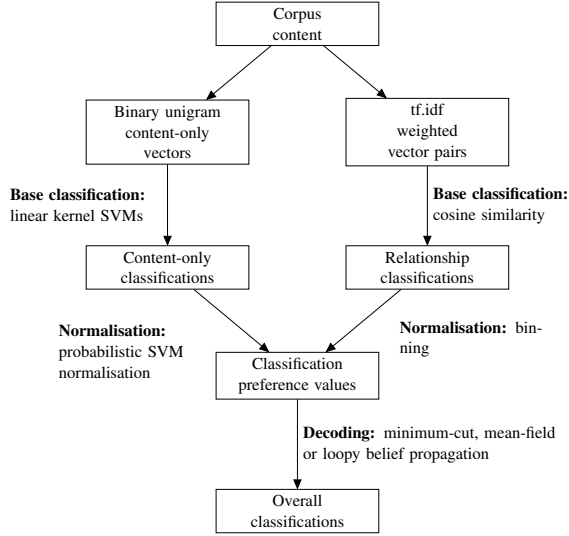 Corpus
content
Binary unigram
content-only
vectors
tf.idf
weighted
vector pairs
Base classification:
linear kernel SVMs
Base classification:
cosine similarity
Content-only
classifications
Relationship
classifications
Normalisation:
probabilistic SVM
normalisation
Normalisation: bin-
ning
Classification
preference values
Decoding: minimum-cut, mean-field
or loopy belief propagation
Overall
classifications